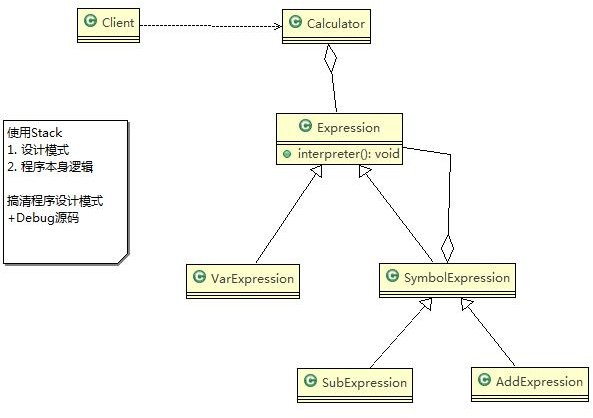 Client
Calculator
Expression
interpreter(): void
使用Stack
1. 设计模式
2. 程序本身逻辑
搞清程序设计模式
+Debug源码
VarExpression
SymbolExpression
SubExpression
AddExpression